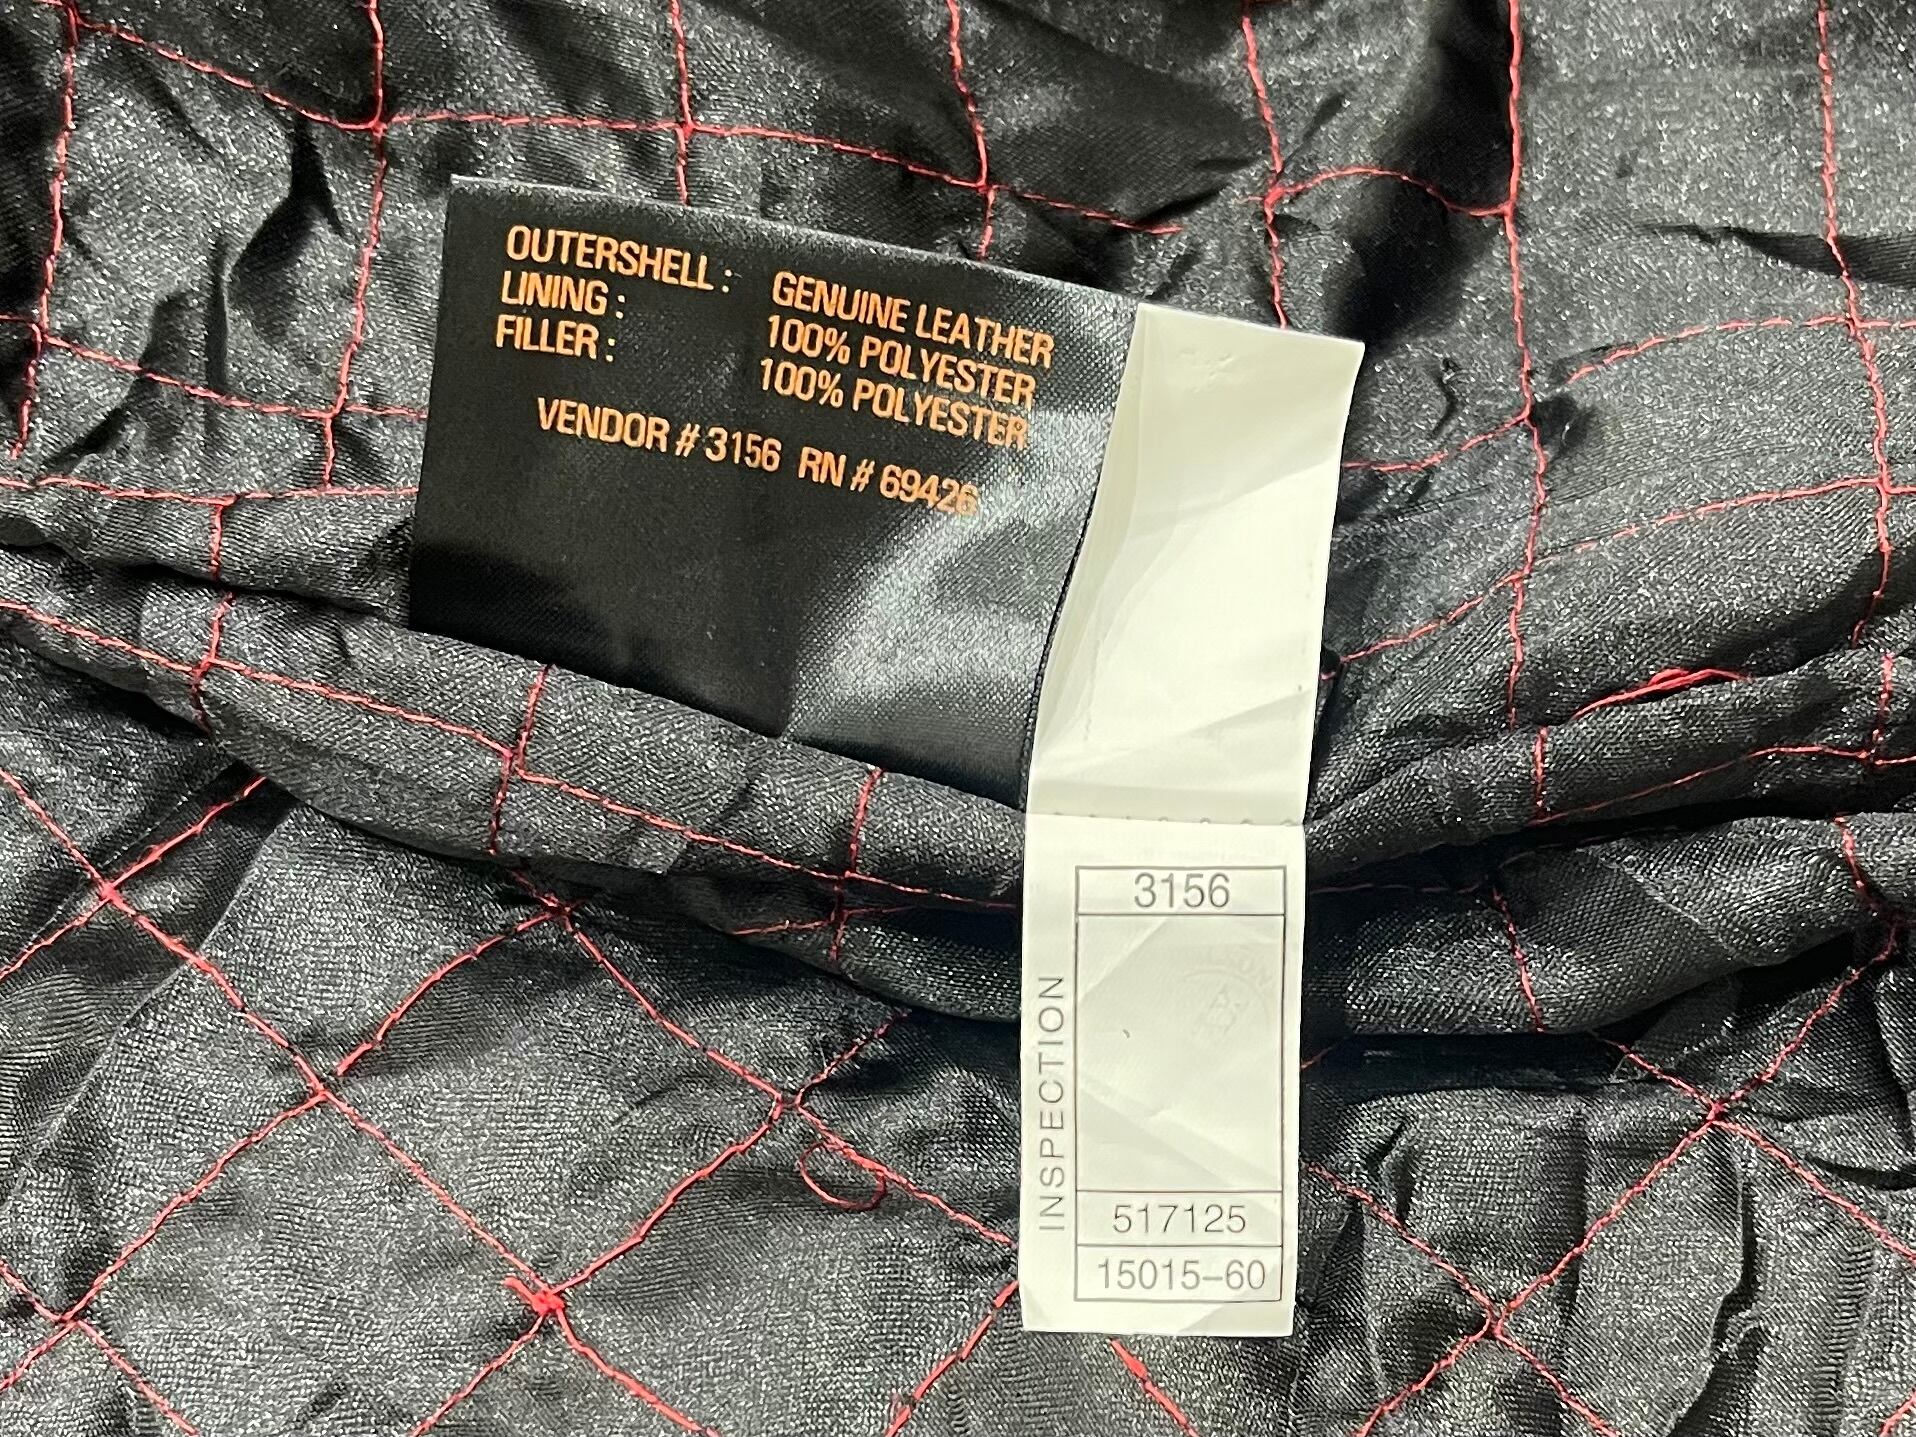 OUTERSHELL : GENUINE LEATHER
LINING : 100% POLYESTER
FILLER : 100% POLYESTER
VENDOR # 3156 RN # 69426
3156
INSPECTION
517125
15015-60